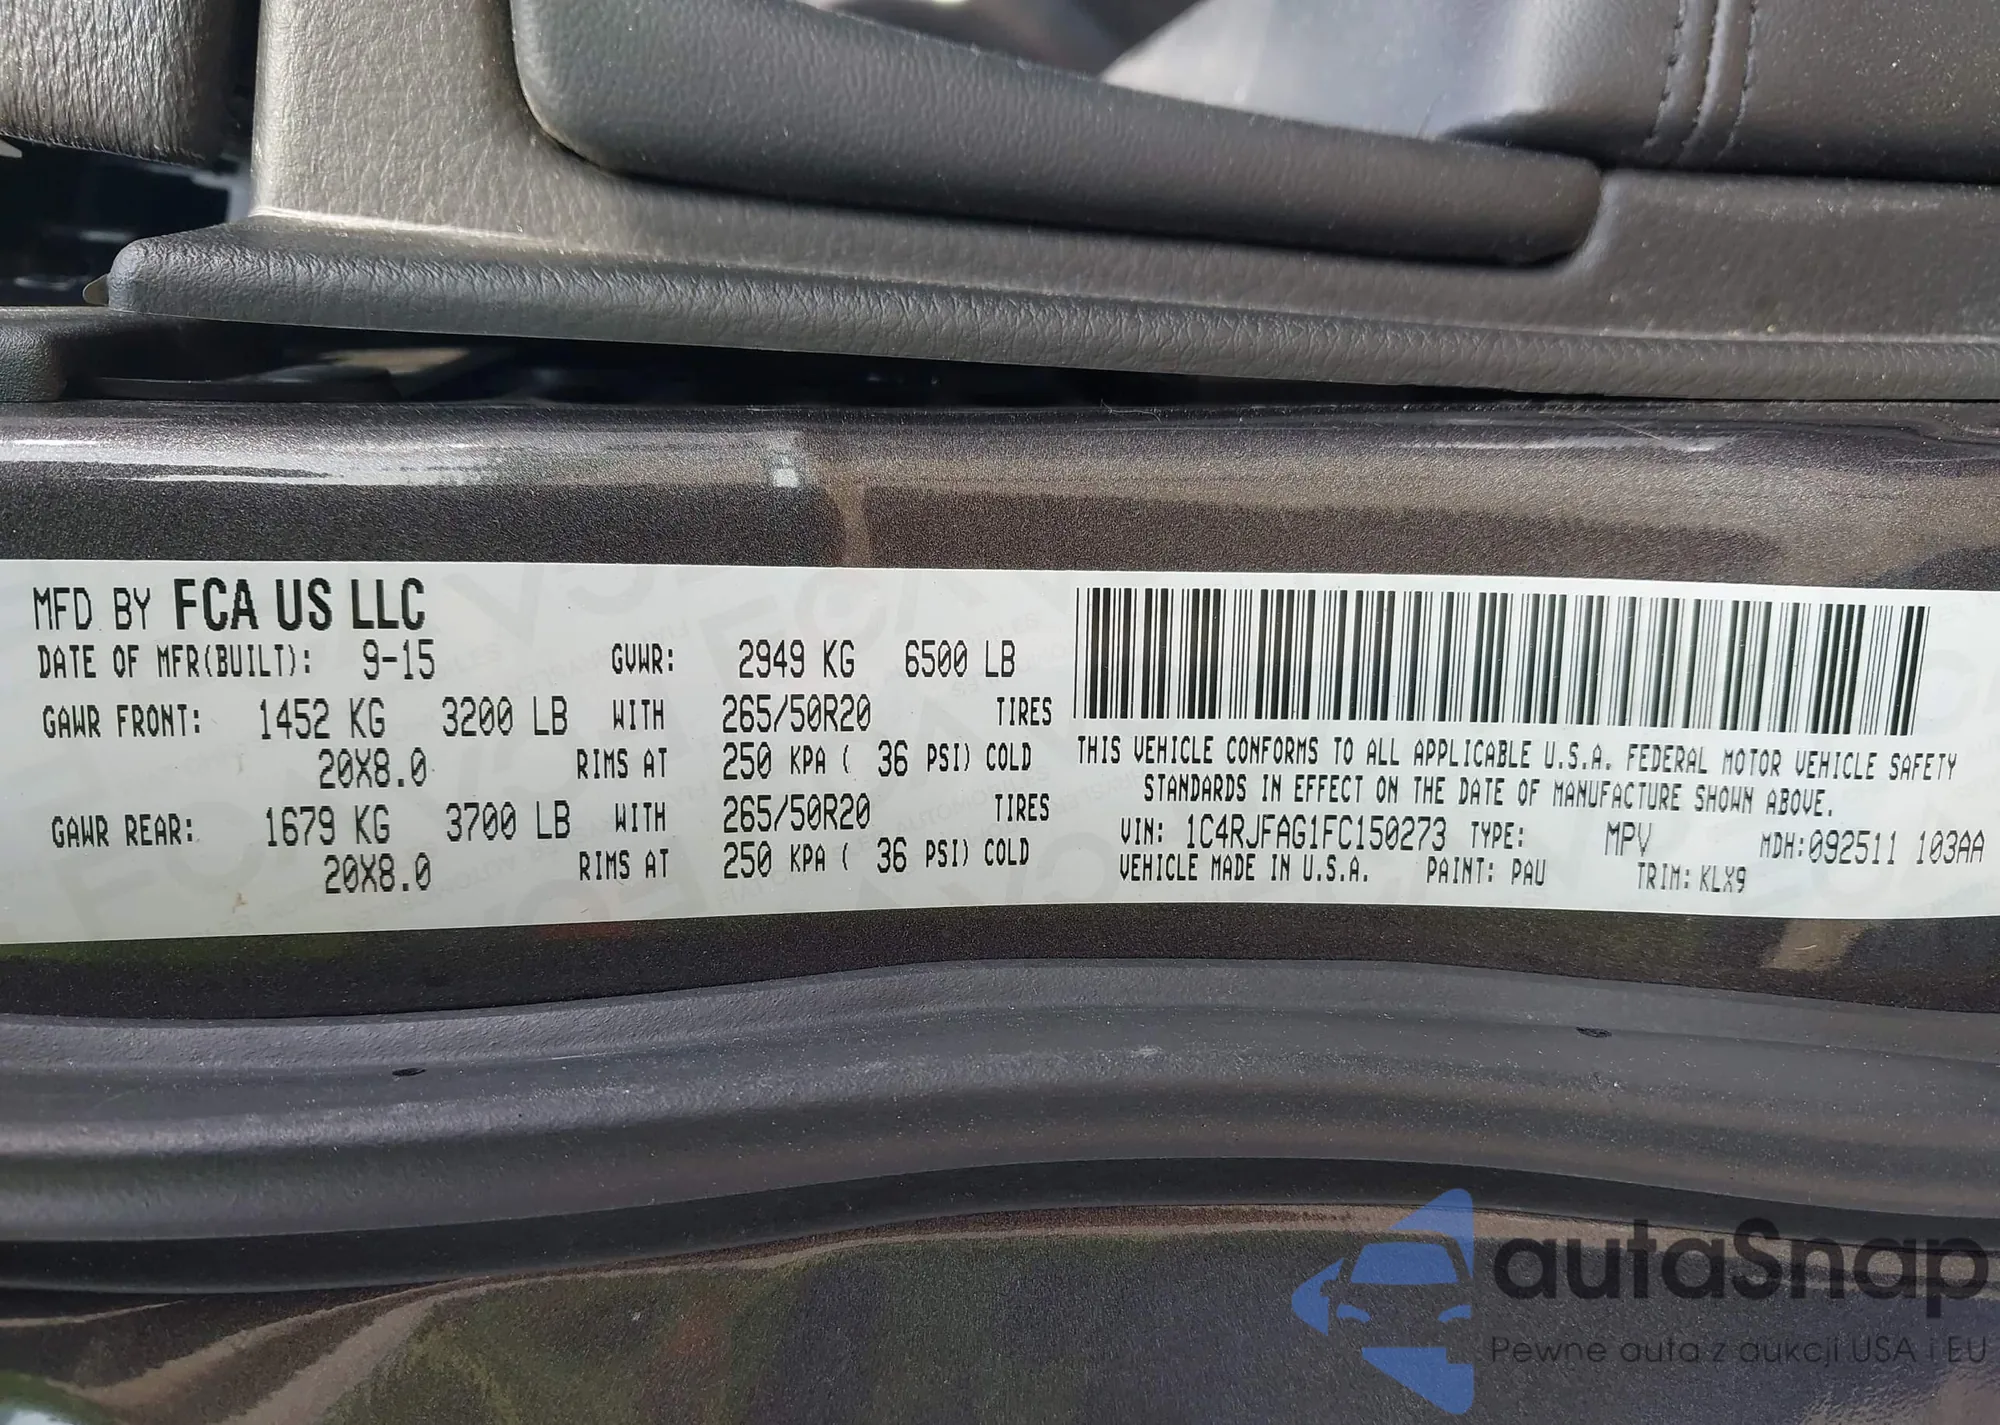 MFD BY FCA US LLC
DATE OF MFR(BUILT): 9-15 GVWR: 2949 KG 6500 LB
GAWR FRONT: 1452 KG 3200 LB WITH 265/50R20 TIRES
20X8.0 RIMS AT 250 KPA ( 36 PSI) COLD
GAWR REAR: 1679 KG 3700 LB WITH 265/50R20 TIRES
20X8.0 RIMS AT 250 KPA ( 36 PSI) COLD
THIS VEHICLE CONFORMS TO ALL APPLICABLE U.S.A. FEDERAL MOTOR VEHICLE SAFETY
STANDARDS IN EFFECT ON THE DATE OF MANUFACTURE SHOWN ABOVE.
VIN: 1C4RJFAG1FC150273 TYPE: MPV MDH:092511 103AA
VEHICLE MADE IN U.S.A. PAINT: PAU TRIM: KLX9
autaSnap
Pewne auta z aukcji USA i EU